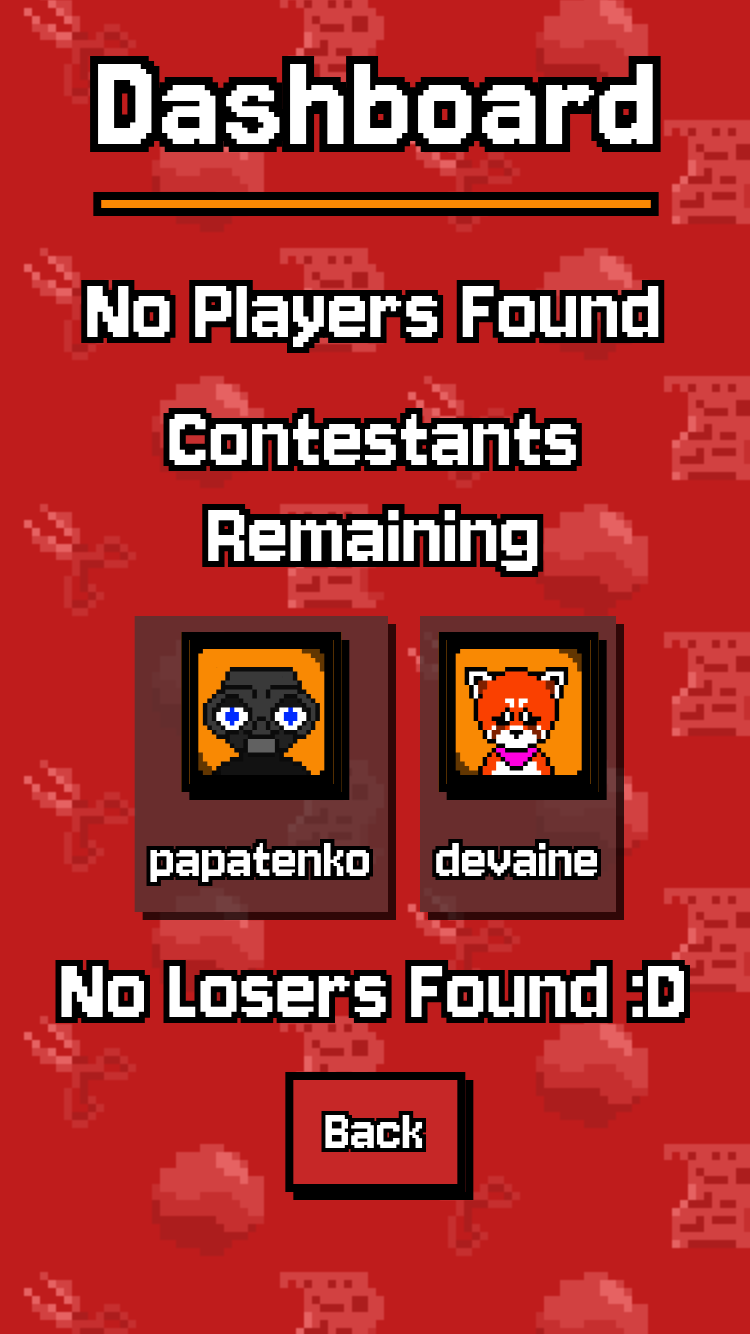 Dashboard
No Players Found
Contestants
Remaining
papatenko
devaine
No Losers Found :D
Back